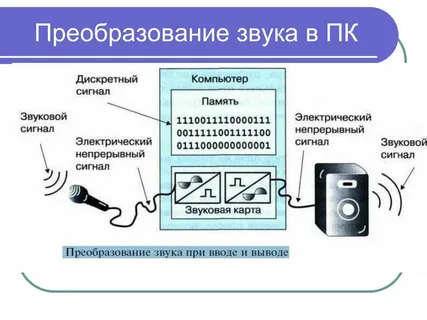 Преобразование звука в ПК
Дискретный
сигнал
Компьютер
Память
1110011110000111
0011111001111100
0111000000000001
Звуковой
сигнал
Электрический
непрерывный
сигнал
Электрический
непрерывный
сигнал
Звуковой
сигнал
Звуковая карта
Преобразование звука при вводе и выводе